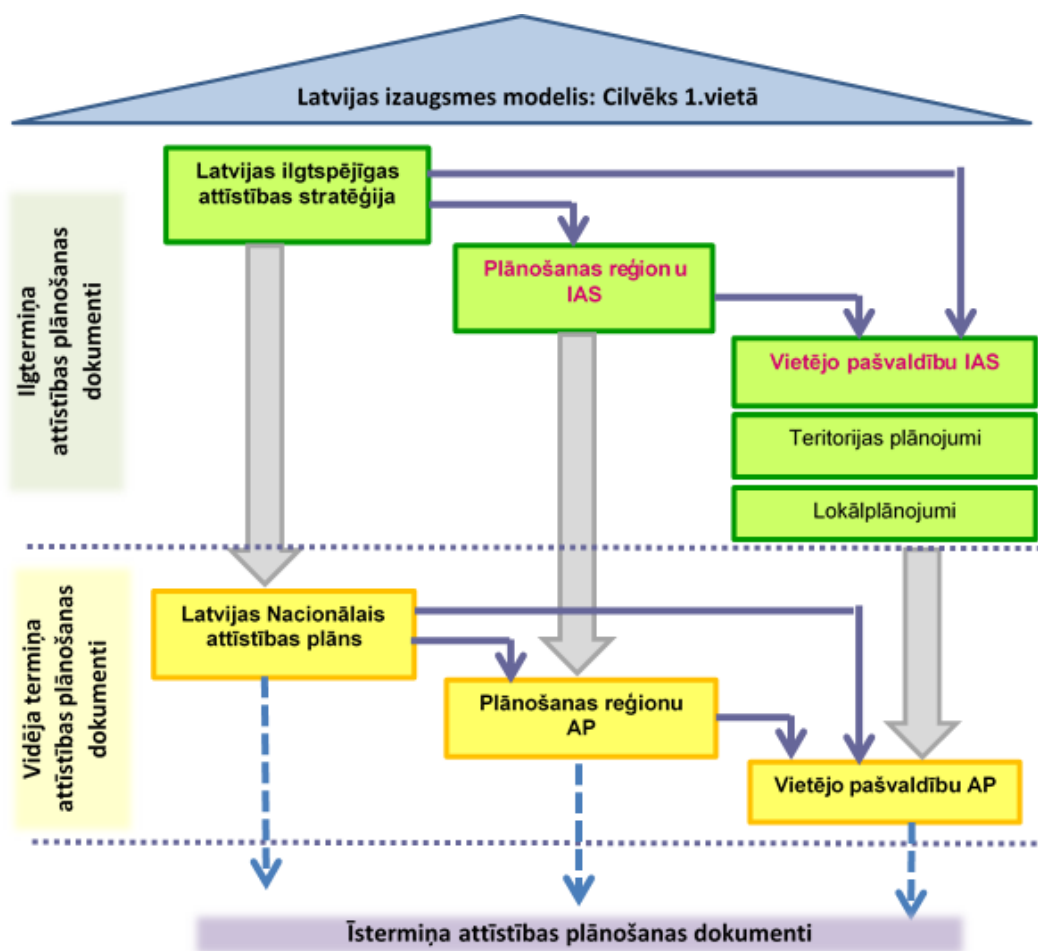 Latvijas izaugsmes modelis: Cilvēks 1.vietā
Ilgtermiņa
attīstības plānošanas
dokumenti
Latvijas ilgtspējīgas
attīstības stratēģija
Plānošanas reģionu
IAS
Vietējo pašvaldību IAS
Teritorijas plānojumi
Lokālplānojumi
Vidēja termiņa
attīstības plānošanas
dokumenti
Latvijas Nacionālais
attīstības plāns
Plānošanas reģionu
AP
Vietējo pašvaldību AP
Īstermiņa attīstības plānošanas dokumenti